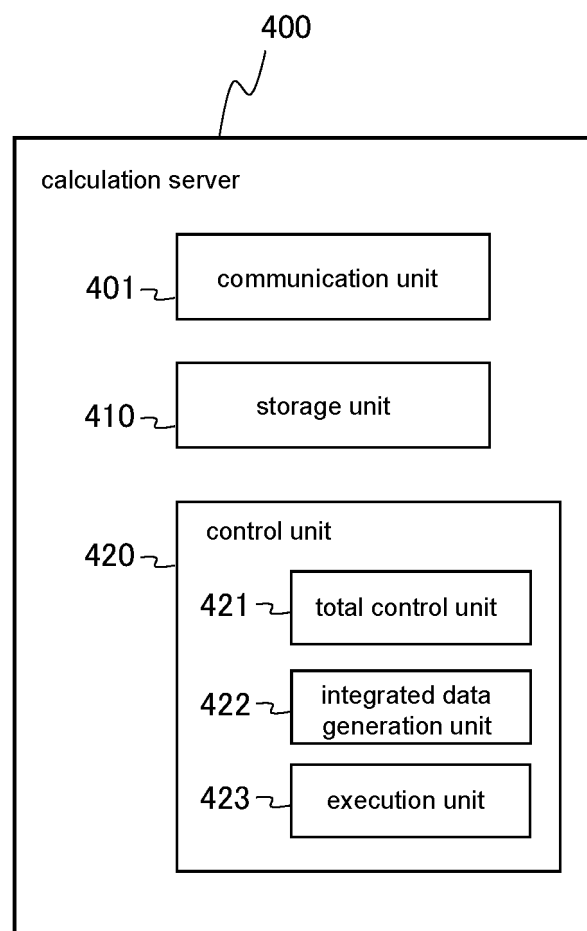 400
calculation server
communication unit
401
storage unit
410
control unit
420
421
total control unit
integrated data
422
generation unit
423
execution unit